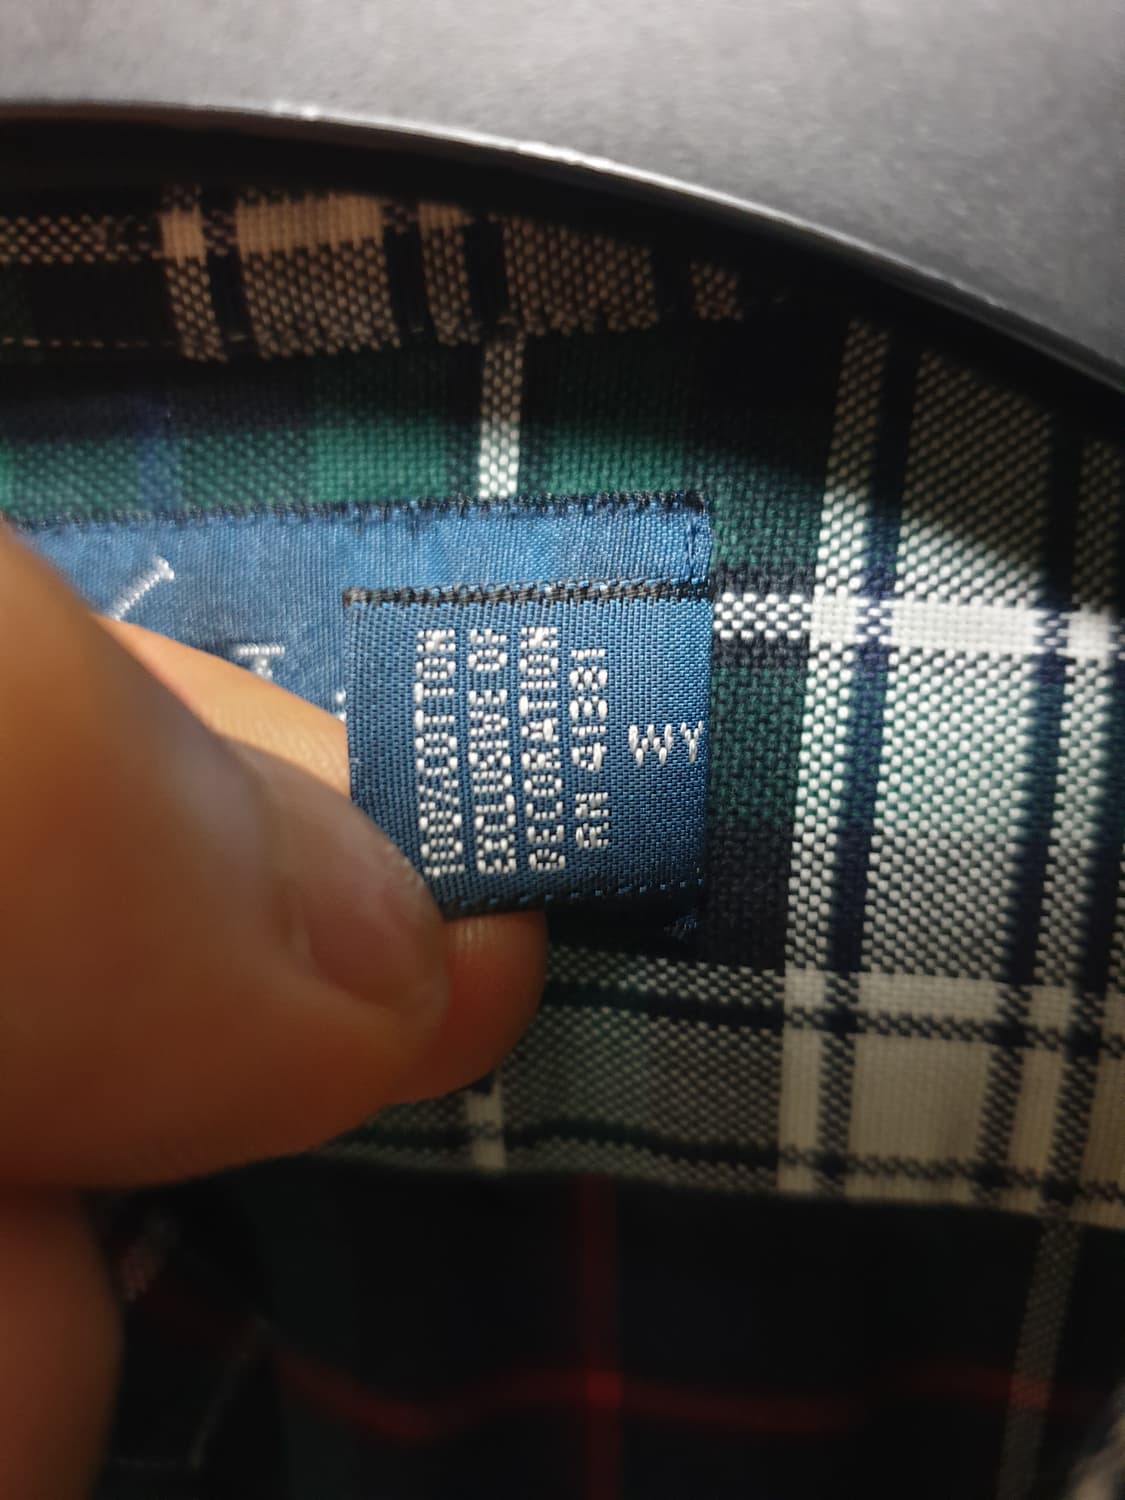 100% COTTON
EXCLUSIVE OF
DECORATION
RN 41381
WY